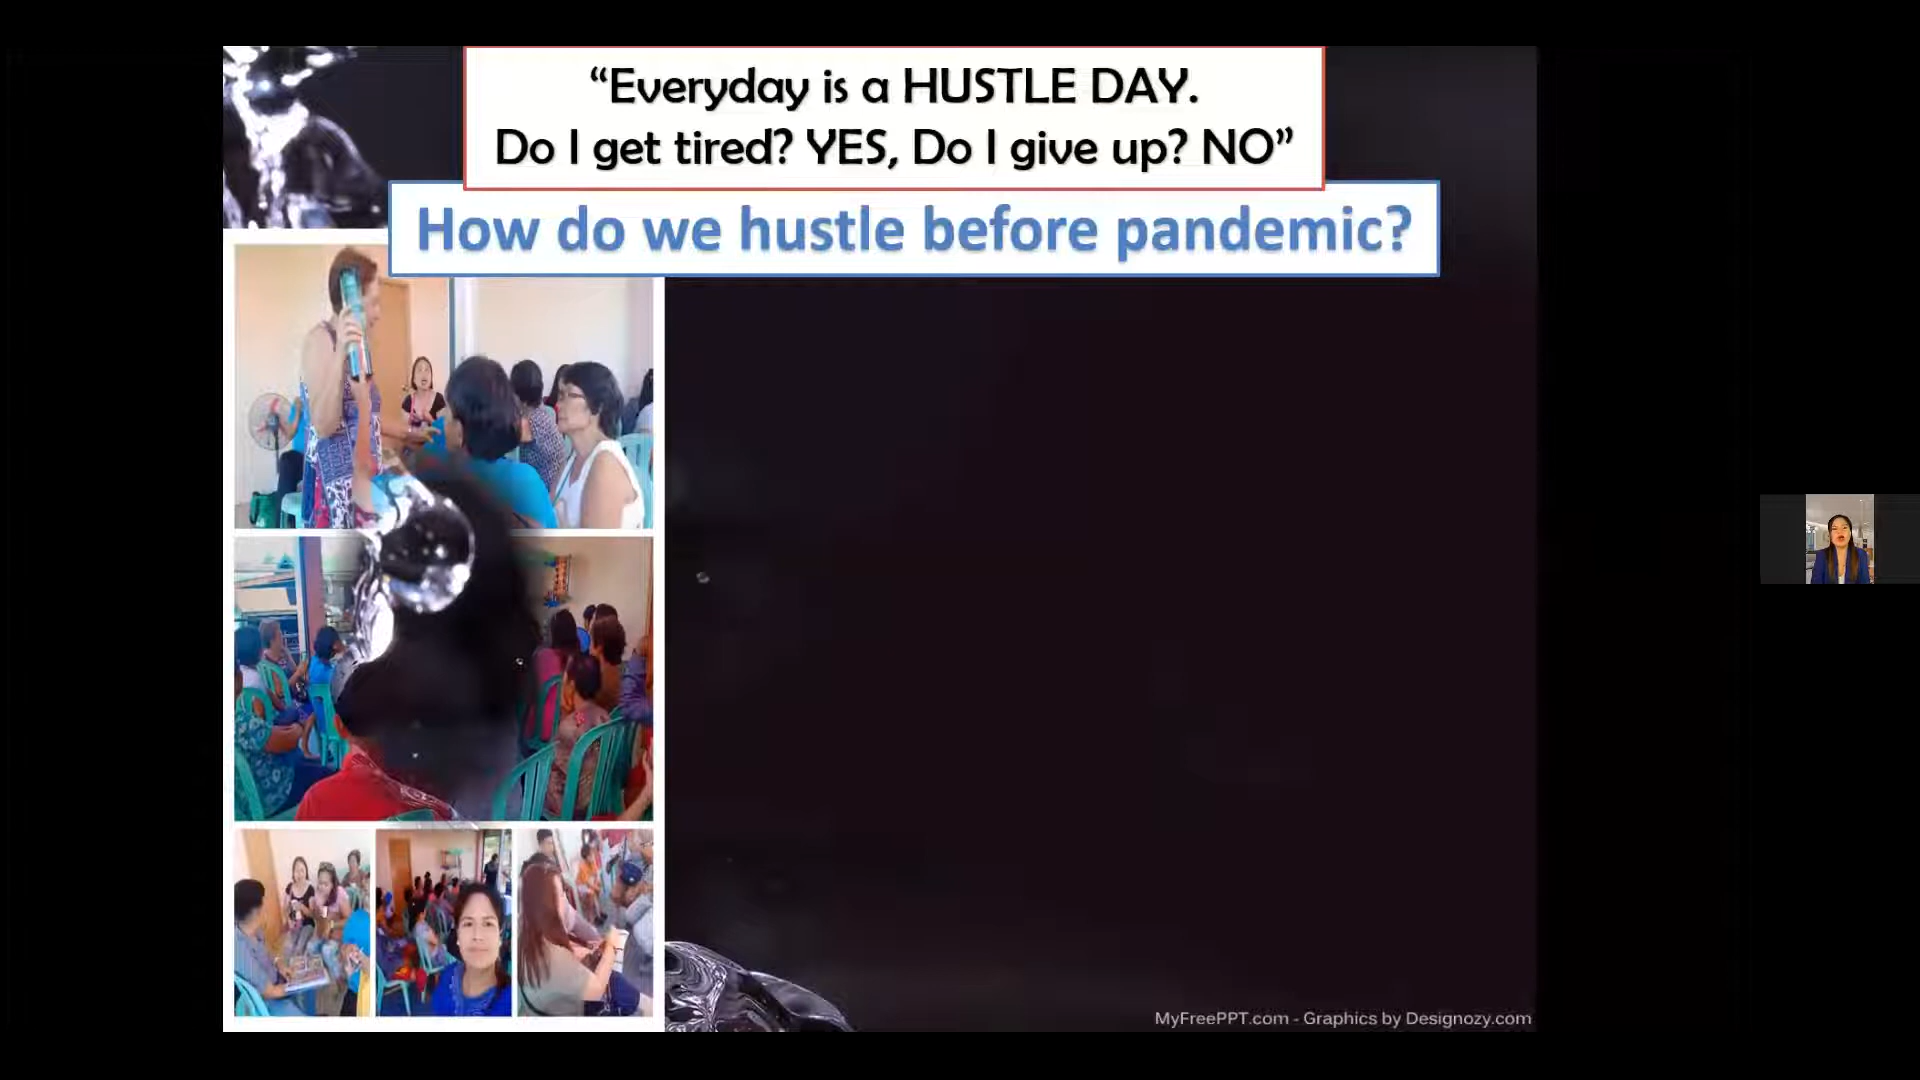 “Everyday is a HUSTLE DAY.
Do I get tired? YES, Do I give up? NO”
How do we hustle before pandemic?
MyFreePPT.com - Graphics by Designozy.com